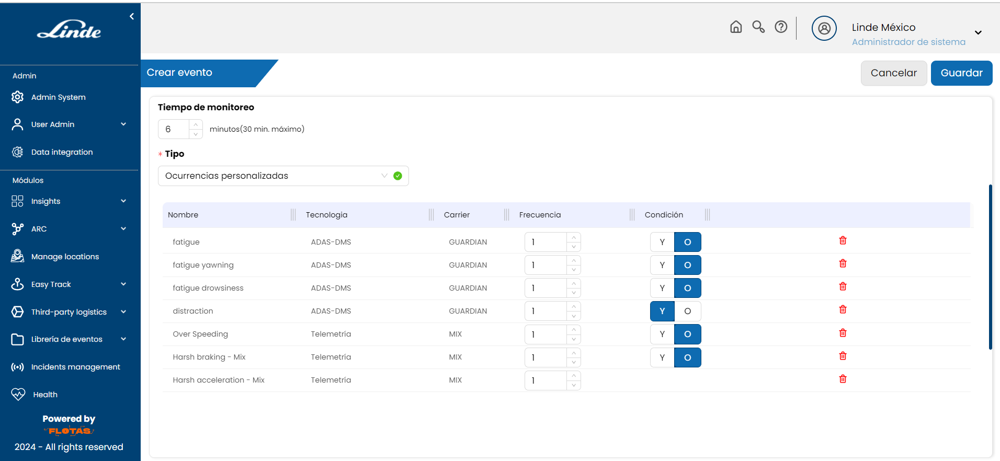 Linde
Linde México
Administrador de sistema
Admin
Admin System
User Admin
Data integration
Módulos
Insights
ARC
Manage locations
Easy Track
Third-party logistics
Librería de eventos
Incidents management
Health
Powered by
FLOTAS
2024 - All rights reserved
Crear evento
Cancelar
Guardar
Tiempo de monitoreo
6 minutos(30 min. máximo)
* Tipo
Ocurrencias personalizadas
Nombre Tecnologia Carrier Frecuencia Condición
fatigue ADAS-DMS GUARDIAN 1 Y O
fatigue yawning ADAS-DMS GUARDIAN 1 Y O
fatigue drowsiness ADAS-DMS GUARDIAN 1 Y O
distraction ADAS-DMS GUARDIAN 1 Y O
Over Speeding Telemetría MIX 1 Y O
Harsh braking - Mix Telemetría MIX 1 Y O
Harsh acceleration - Mix Telemetría MIX 1